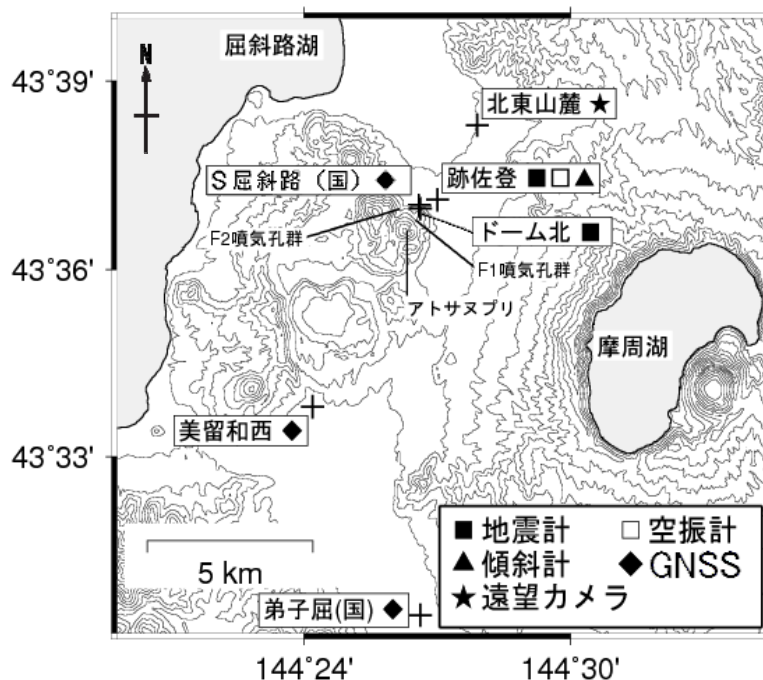 屈斜路湖
N
43°39'
北東山麓 ★
S屈斜路（国） ◆
跡佐登 ■□▲
F2噴気孔群
ドーム北 ■
43°36'
F1噴気孔群
アトサヌプリ
摩周湖
美留和西 ◆
43°33'
■ 地震計 □ 空振計
▲ 傾斜計 ◆ GNSS
★ 遠望カメラ
5 km
弟子屈(国) ◆
144°24' 144°30'